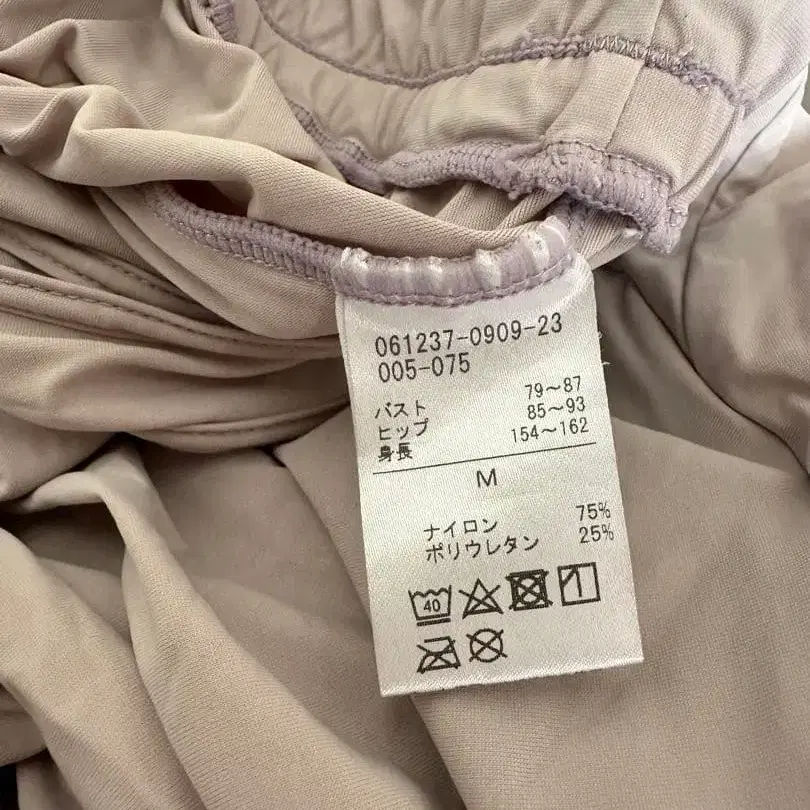 061237-0909-23
005-075
バスト 79~87
ヒップ 85~93
身長 154~162
M
ナイロン 75%
ポリウレタン 25%
40